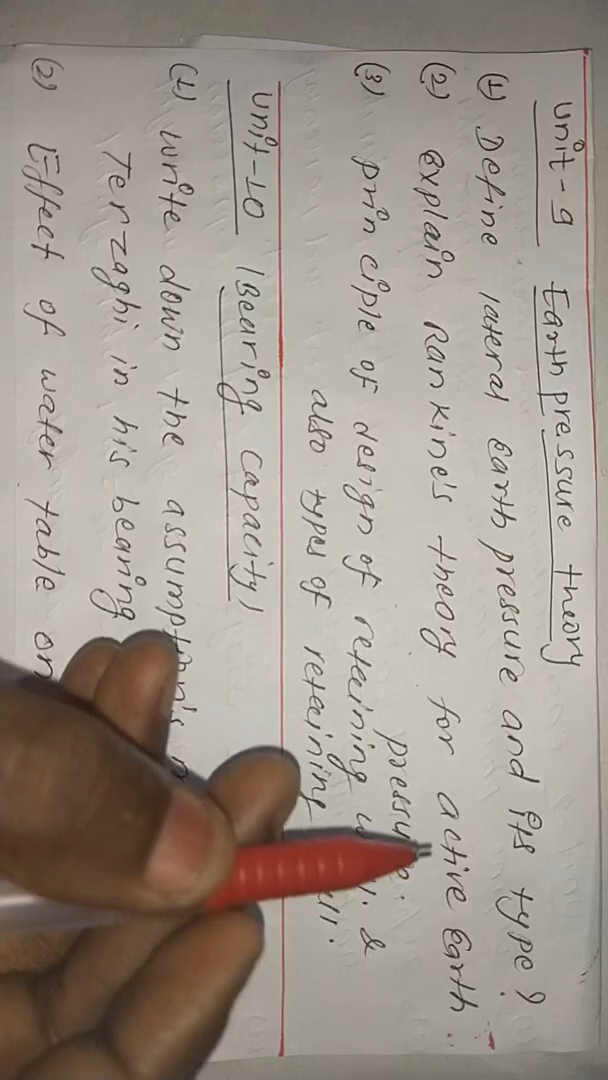 Unit-9 Earth pressure theory
(1) Define lateral Earth pressure and its type?
(2) explain Rankine's theory for active Earth
pressure.
(3) principle of design of retaining &
also types of retaining
Unit-10 (Bearing capacity)
(1) write down the
Terzaghi in his bearing
(2) Effect of water table on